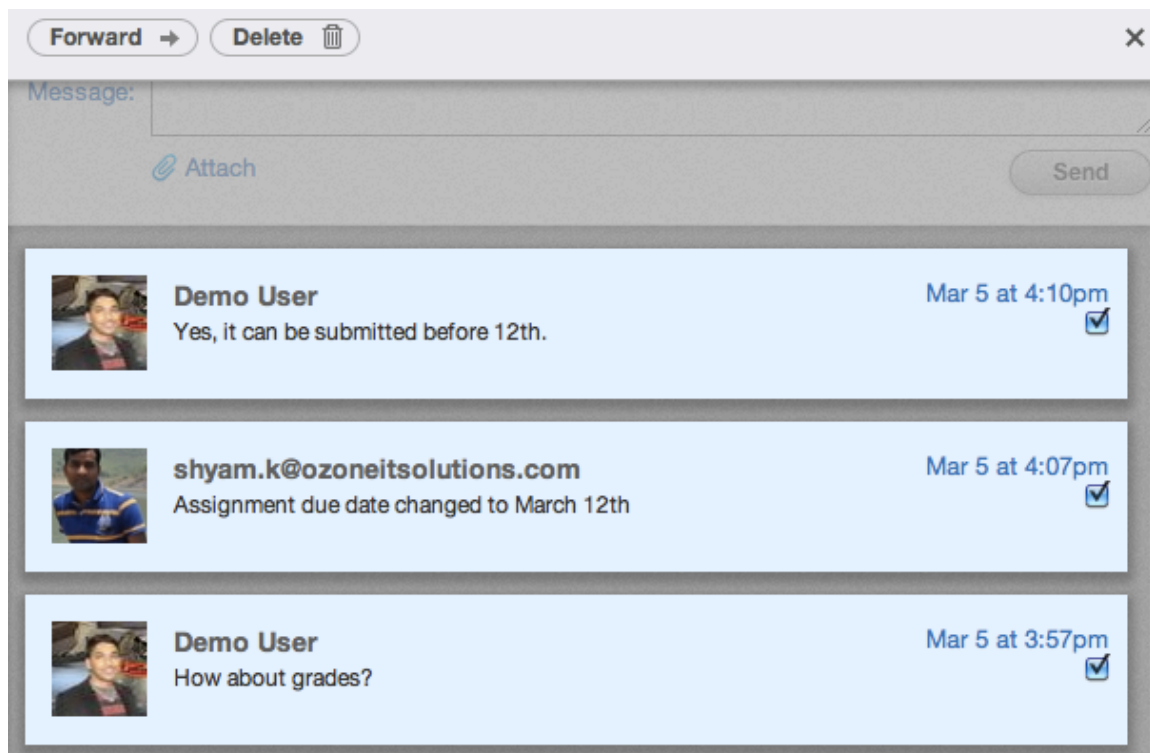 Forward
Delete
Message:
Attach
Send
Demo User
Mar 5 at 4:10pm
Yes, it can be submitted before 12th.
shyam.k@ozoneitsolutions.com
Mar 5 at 4:07pm
Assignment due date changed to March 12th
Demo User
Mar 5 at 3:57pm
How about grades?